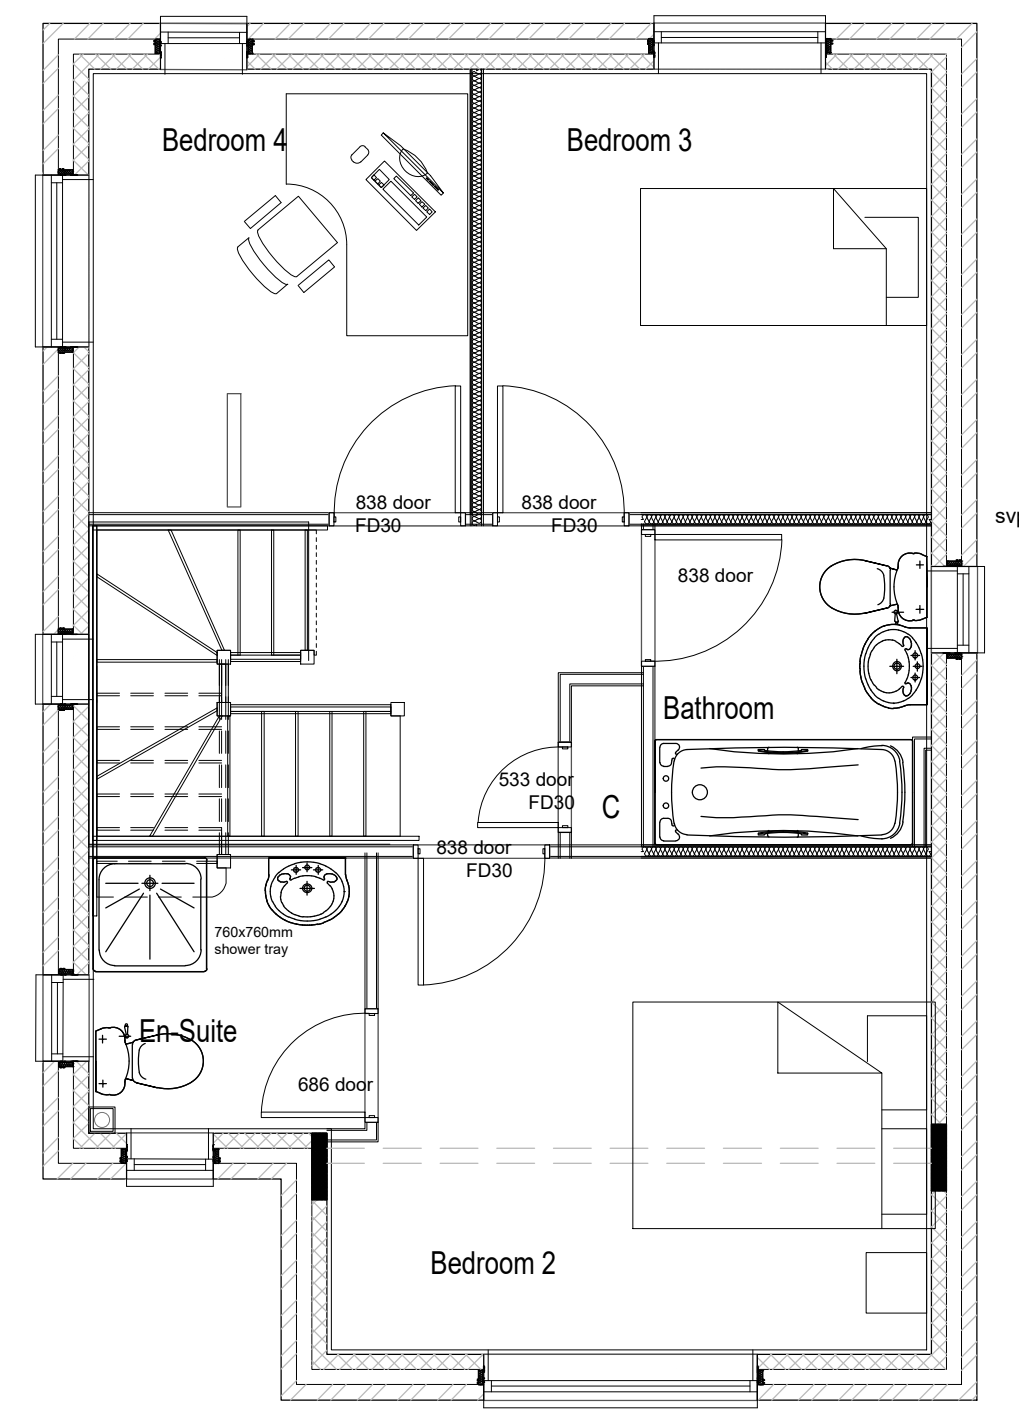 Bedroom 4
Bedroom 3
838 door
FD30
838 door
FD30
838 door
Bathroom
533 door
FD30
C
838 door
FD30
760x760mm
shower tray
En-Suite
686 door
Bedroom 2